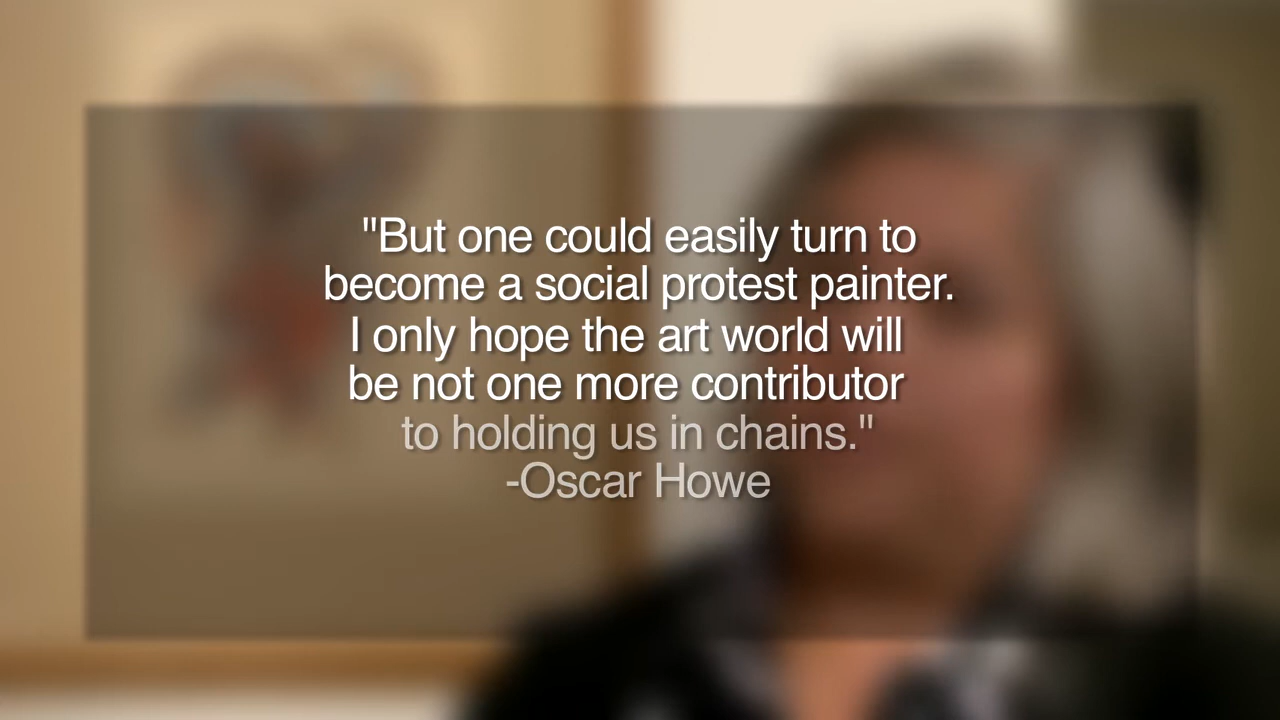 "But one could easily turn to
become a social protest painter.
I only hope the art world will
be not one more contributor
to holding us in chains."
-Oscar Howe